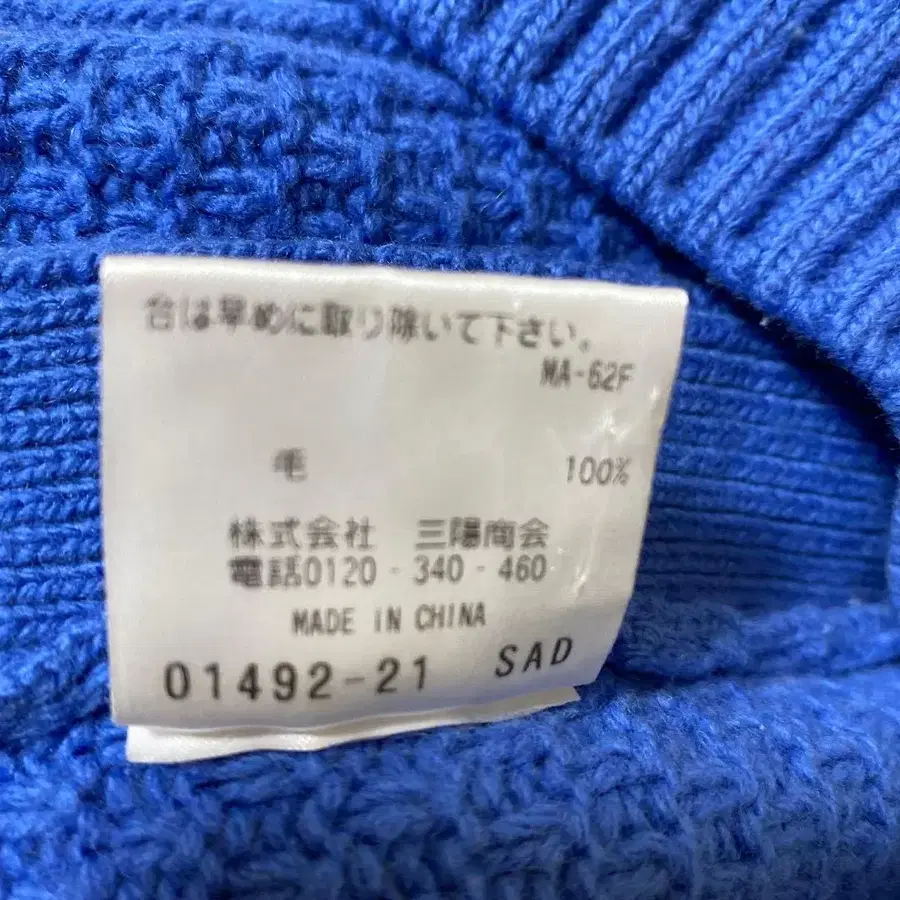 合は早めに取り除いて下さい。
MA-62F
毛 100%
株式会社 三陽商会
電話0120-340-460
MADE IN CHINA
01492-21 SAD